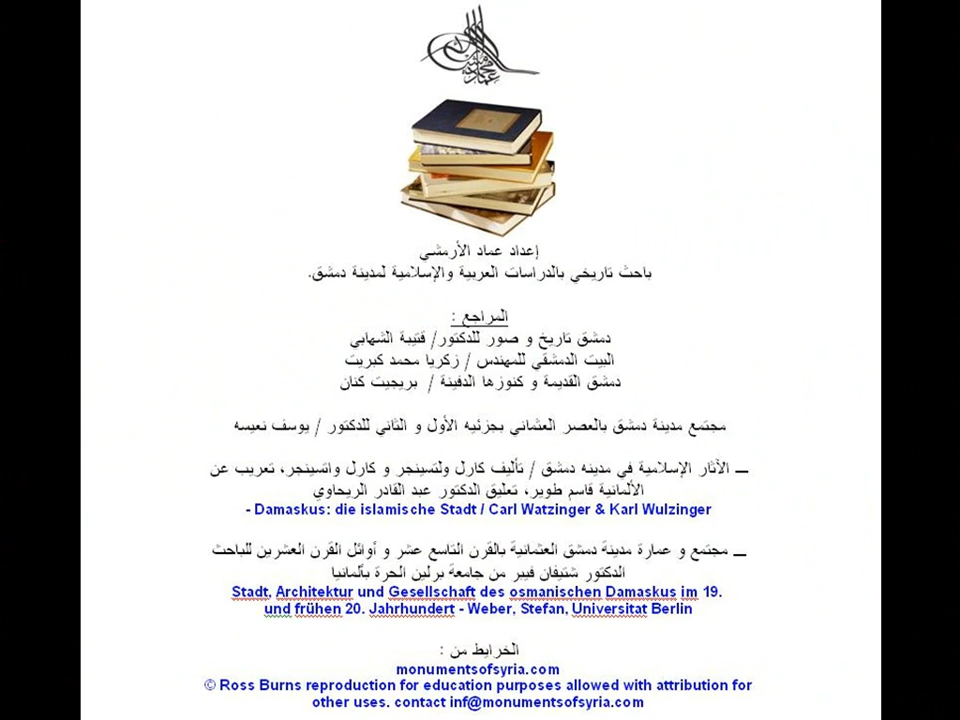 إعداد عماد الأرمشي
باحث تاريخي بالدراسات العربية والإسلامية لمدينة دمشق.
المراجع :
دمشق تاريخ و صور للدكتور/ قتيبة الشهابي
البيت الدمشقي للمهندس / زكريا محمد كبريت
دمشق القديمة و كنوزها الدفينة / بريجيت كنان
مجتمع مدينة دمشق بالعصر العثماني بجزئيه الأول و الثاني للدكتور / يوسف نعيسه
ــ الآثار الإسلامية في مدينه دمشق / تأليف كارل ولتسينجر و كارل واتسينجر، تعريب عن
الألمانية قاسم طوير، تعليق الدكتور عبد القادر الريحاوي
- Damaskus: die islamische Stadt / Carl Watzinger & Karl Wulzinger
ــ مجتمع و عمارة مدينة دمشق العثمانية بالقرن التاسع عشر و أوائل القرن العشرين للباحث
الدكتور شتيفان فيبر من جامعة برلين الحرة بألمانيا
Stadt, Architektur und Gesellschaft des osmanischen Damaskus im 19.
und frühen 20. Jahrhundert - Weber, Stefan, Universitat Berlin
الخرايط من :
monumentsofsyria.com
© Ross Burns reproduction for education purposes allowed with attribution for
other uses. contact inf@monumentsofsyria.com